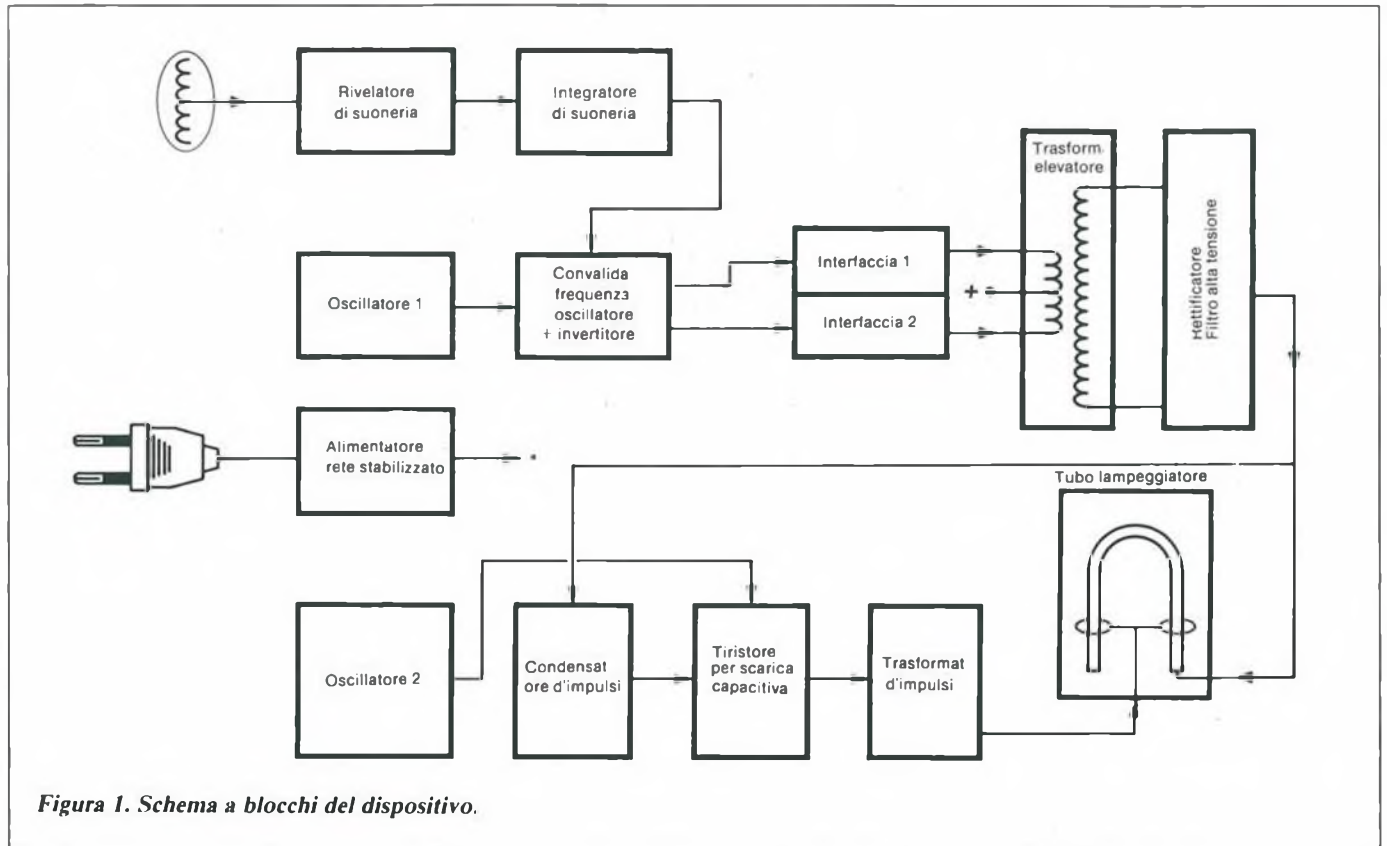 Rivelatore
di suoneria
Integratore
di suoneria
Trasform.
elevatore
Rettificatore
Filtro alta tensione
Oscillatore 1
Convalida
frequenza
oscillatore
+ invertitore
Interfaccia 1
+
Interfaccia 2
Alimentatore
rete stabilizzato
Tubo lampeggiatore
Oscillatore 2
Condensat
ore d'impulsi
Tiristore
per scarica
capacitiva
Trasformat
d'impulsi
Figura 1. Schema a blocchi del dispositivo.